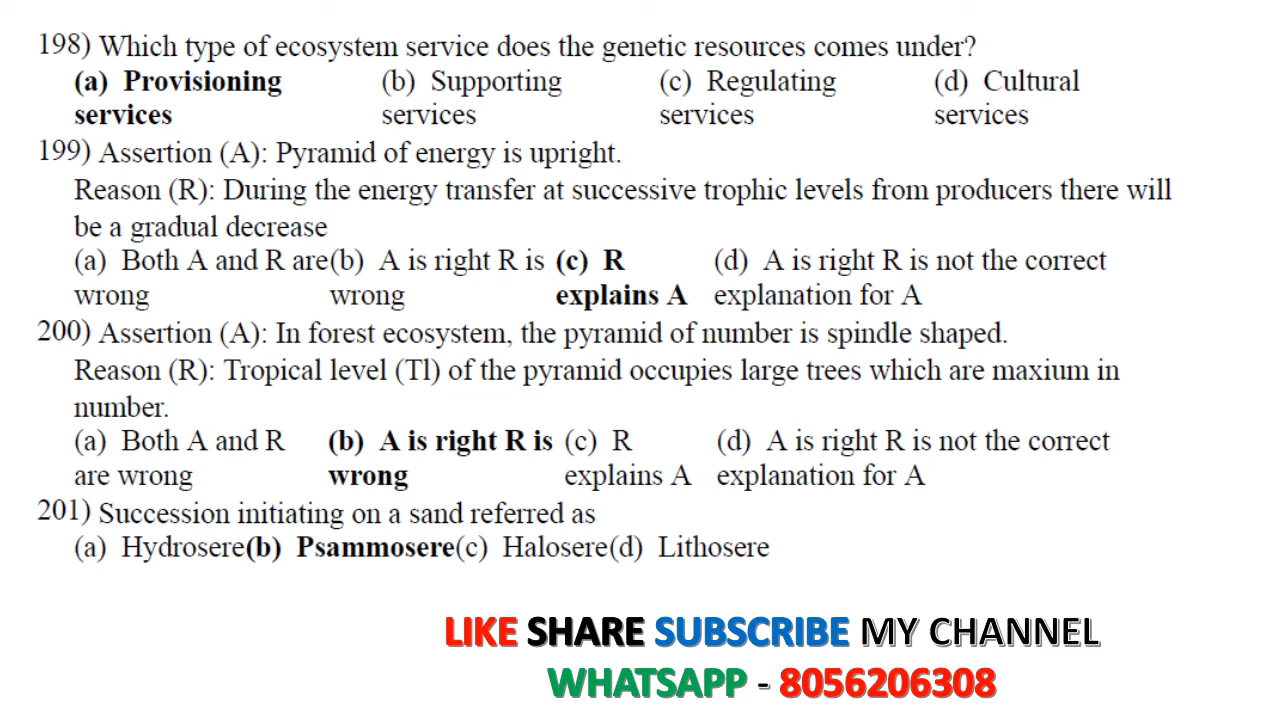 198) Which type of ecosystem service does the genetic resources comes under?
(a) Provisioning (b) Supporting (c) Regulating (d) Cultural
services services services services
199) Assertion (A): Pyramid of energy is upright.
Reason (R): During the energy transfer at successive trophic levels from producers there will
be a gradual decrease
(a) Both A and R are(b) A is right R is (c) R (d) A is right R is not the correct
wrong wrong explains A explanation for A
200) Assertion (A): In forest ecosystem, the pyramid of number is spindle shaped.
Reason (R): Tropical level (Tl) of the pyramid occupies large trees which are maxium in
number.
(a) Both A and R (b) A is right R is (c) R (d) A is right R is not the correct
are wrong wrong explains A explanation for A
201) Succession initiating on a sand referred as
(a) Hydrosere(b) Psammosere(c) Halosere(d) Lithosere
LIKE SHARE SUBSCRIBE MY CHANNEL
WHATSAPP - 8056206308